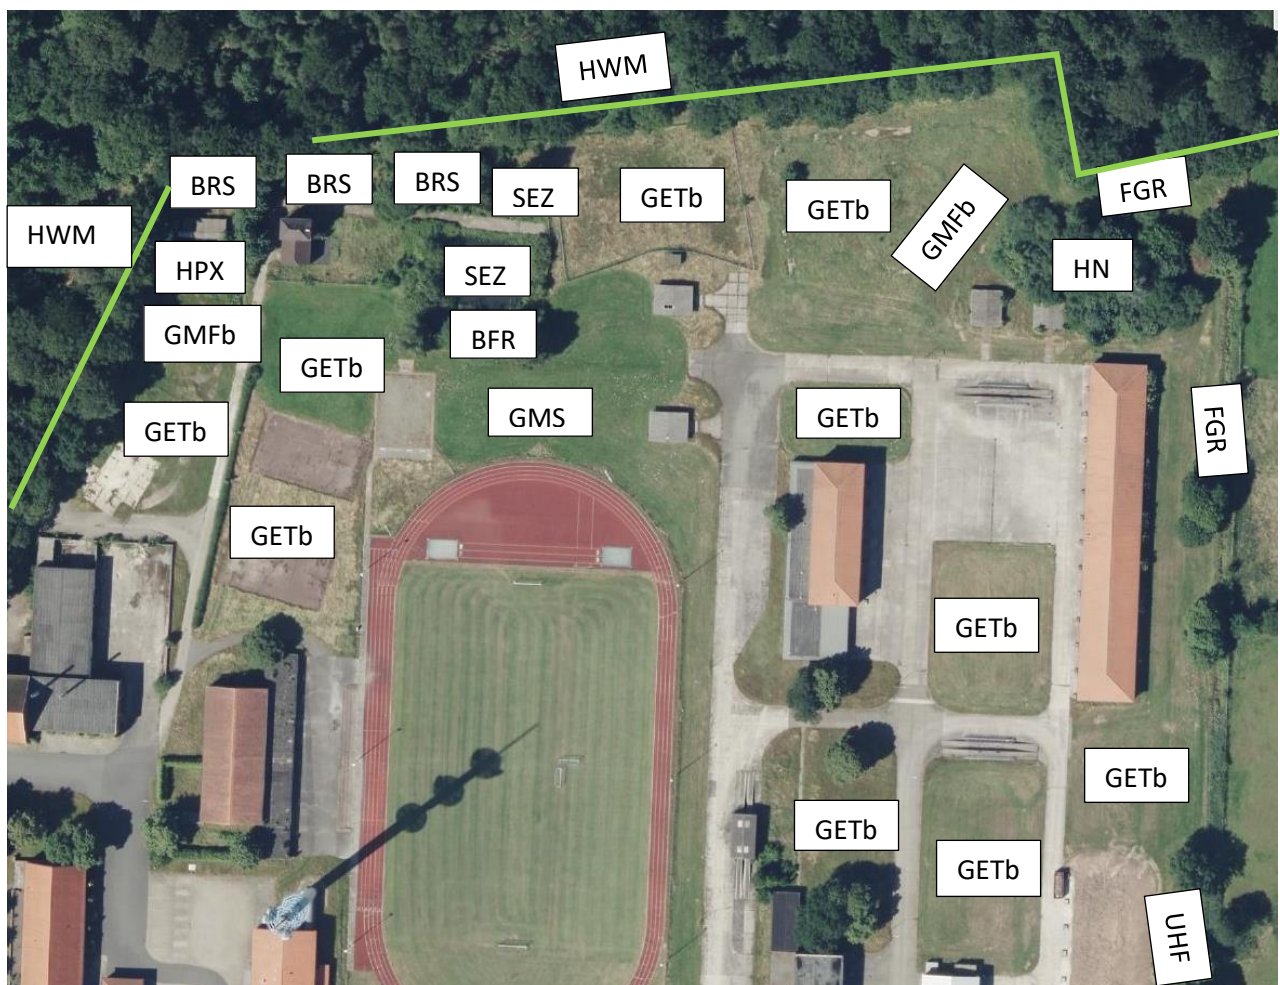 HWM
BRS
BRS
BRS
SEZ
GETb
GETb
GMFb
FGR
HWM
HPX
SEZ
HN
GMFb
BFR
GETb
GETb
GMS
GETb
FGR
GETb
GETb
GETb
GETb
GETb
UHF